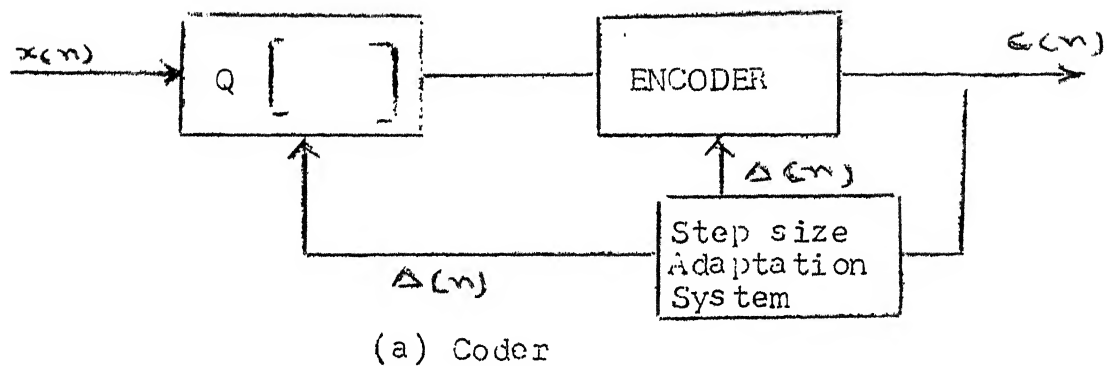 x(n)
Q [ ]
ENCODER
c(n)
Δ(n)
Step size
Adaptation
System
Δ(n)
(a) Coder